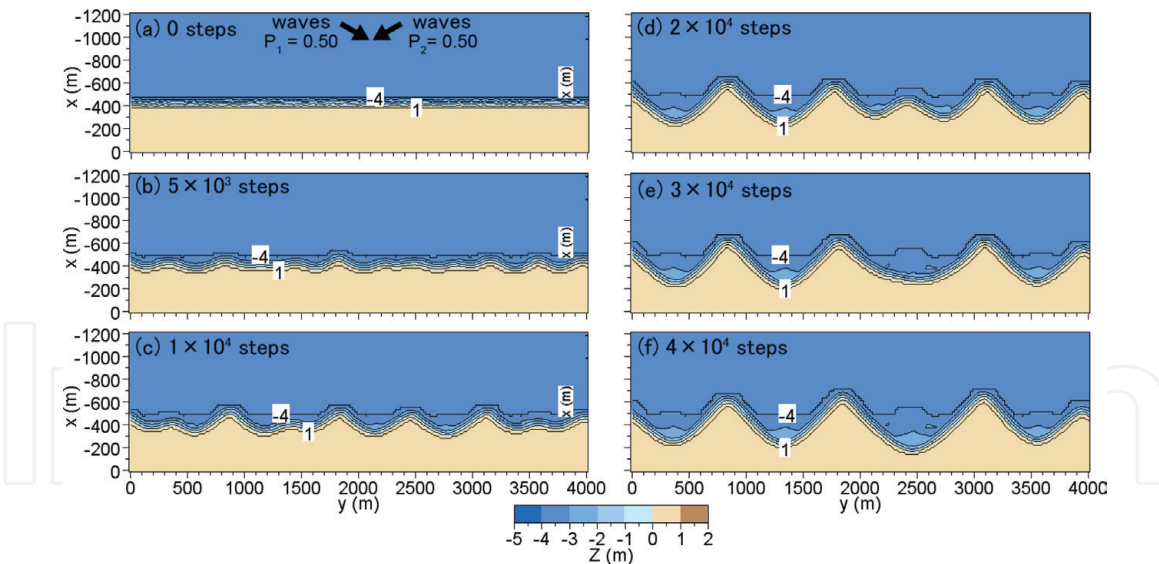 (a) 0 steps
waves
P1 = 0.50
waves
P2 = 0.50
-4
1
x (m)
-1200
-1000
-800
-600
-400
-200
0
x (m)
(b) 5×10³ steps
-4
1
x (m)
-1200
-1000
-800
-600
-400
-200
0
x (m)
(c) 1×10⁴ steps
-4
1
x (m)
-1200
-1000
-800
-600
-400
-200
0
x (m)
0 500 1000 1500 2000 2500 3000 3500 4000
y (m)
(d) 2×10⁴ steps
-4
1
(e) 3×10⁴ steps
-4
1
(f) 4×10⁴ steps
-4
1
0 500 1000 1500 2000 2500 3000 3500 4000
y (m)
-5 -4 -3 -2 -1 0 1 2
Z (m)